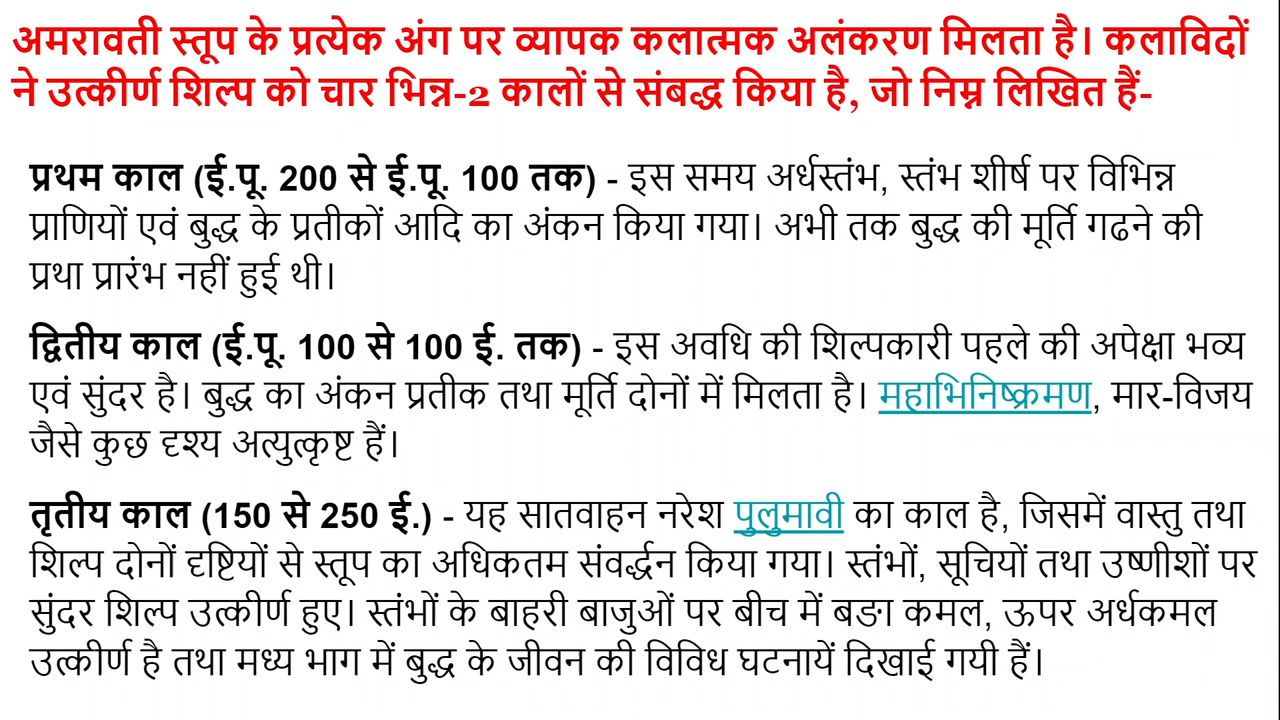 अमरावती स्तूप के प्रत्येक अंग पर व्यापक कलात्मक अलंकरण मिलता है। कलाविदों
ने उत्कीर्ण शिल्प को चार भिन्न-2 कालों से संबद्ध किया है, जो निम्न लिखित हैं-
प्रथम काल (ई.पू. 200 से ई.पू. 100 तक) - इस समय अर्धस्तंभ, स्तंभ शीर्ष पर विभिन्न
प्राणियों एवं बुद्ध के प्रतीकों आदि का अंकन किया गया। अभी तक बुद्ध की मूर्ति गढने की
प्रथा प्रारंभ नहीं हुई थी।
द्वितीय काल (ई.पू. 100 से 100 ई. तक) - इस अवधि की शिल्पकारी पहले की अपेक्षा भव्य
एवं सुंदर है। बुद्ध का अंकन प्रतीक तथा मूर्ति दोनों में मिलता है। महाभिनिष्क्रमण, मार-विजय
जैसे कुछ दृश्य अत्युत्कृष्ट हैं।
तृतीय काल (150 से 250 ई.) - यह सातवाहन नरेश पुलुमावी का काल है, जिसमें वास्तु तथा
शिल्प दोनों दृष्टियों से स्तूप का अधिकतम संवर्द्धन किया गया। स्तंभों, सूचियों तथा उष्णीशों पर
सुंदर शिल्प उत्कीर्ण हुए। स्तंभों के बाहरी बाजुओं पर बीच में बङा कमल, ऊपर अर्धकमल
उत्कीर्ण है तथा मध्य भाग में बुद्ध के जीवन की विविध घटनायें दिखाई गयी हैं।